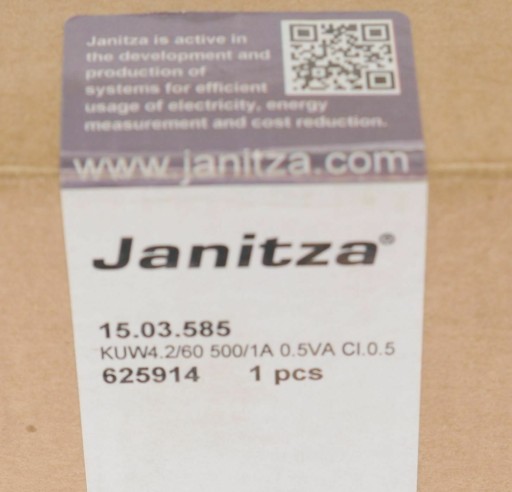 Janitza is active in
the development and
production of
systems for efficient
usage of electricity, energy
measurement and cost reduction.
www.janitza.com
Janitza®
15.03.585
KUW4.2/60 500/1A 0.5VA Cl.0.5
625914 1 pcs